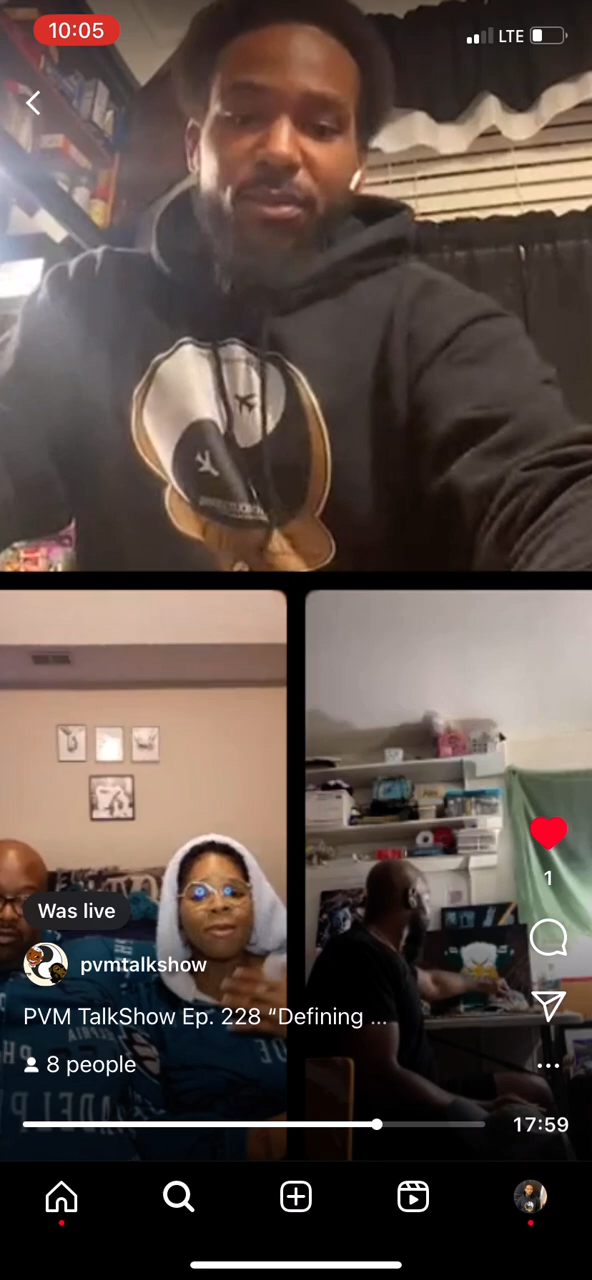 10:05
LTE
Was live
pvmtalkshow
PVM TalkShow Ep. 228 “Defining ...
8 people
1
17:59